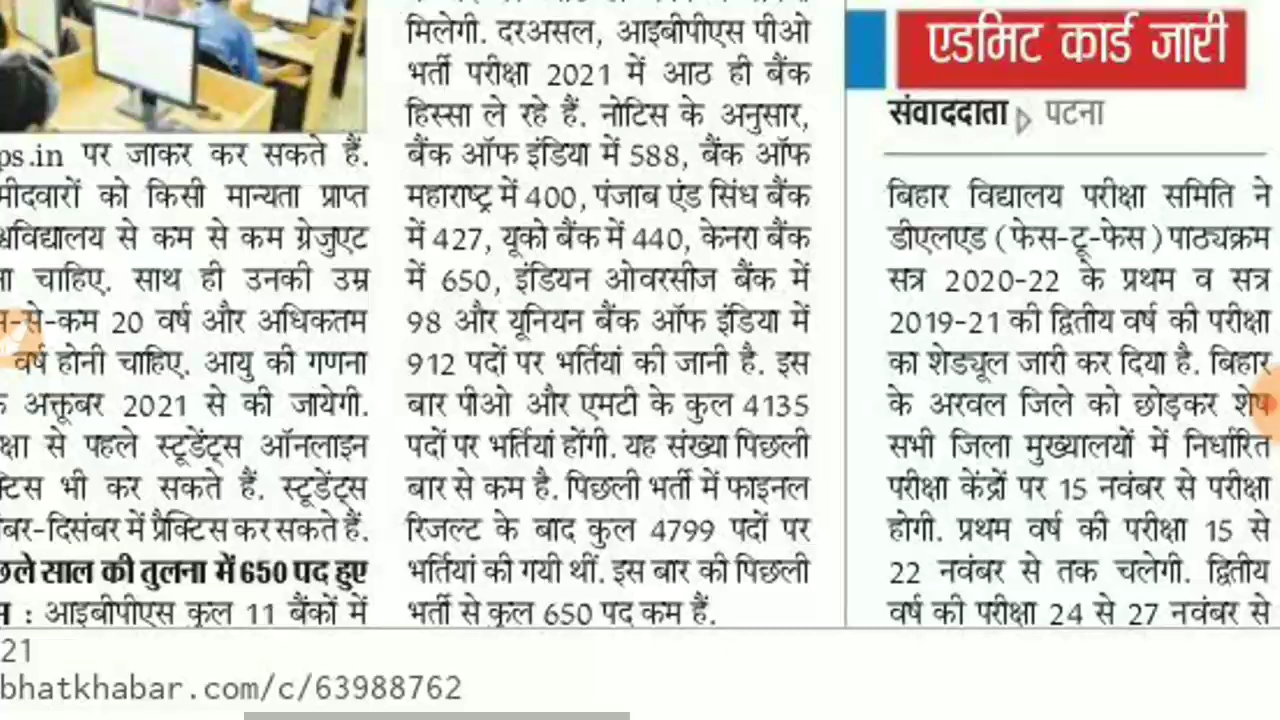 ps.in पर जाकर कर सकते हैं.
मीदवारों को किसी मान्यता प्राप्त
श्वविद्यालय से कम से कम ग्रेजुएट
चाहिए. साथ ही उनकी उम्र
म-से-कम 20 वर्ष और अधिकतम
वर्ष होनी चाहिए. आयु की गणना
अक्तूबर 2021 से की जायेगी.
क्षा से पहले स्टूडेंट्स ऑनलाइन
क्टिस भी कर सकते हैं. स्टूडेंट्स
बर-दिसंबर में प्रैक्टिस कर सकते हैं.
छले साल की तुलना में 650 पद हुए
म : आइबीपीएस कुल 11 बैंकों में
मिलेगी. दरअसल, आइबीपीएस पीओ
भर्ती परीक्षा 2021 में आठ ही बैंक
हिस्सा ले रहे हैं. नोटिस के अनुसार,
बैंक ऑफ इंडिया में 588, बैंक ऑफ
महाराष्ट्र में 400, पंजाब एंड सिंध बैंक
में 427, यूको बैंक में 440, केनरा बैंक
में 650, इंडियन ओवरसीज बैंक में
98 और यूनियन बैंक ऑफ इंडिया में
912 पदों पर भर्तियां की जानी है. इस
बार पीओ और एमटी के कुल 4135
पदों पर भर्तियां होंगी. यह संख्या पिछली
बार से कम है. पिछली भर्ती में फाइनल
रिजल्ट के बाद कुल 4799 पदों पर
भर्तियां की गयी थीं. इस बार की पिछली
भर्ती से कुल 650 पद कम हैं.
एडमिट कार्ड जारी
संवाददाता पटना
बिहार विद्यालय परीक्षा समिति ने
डीएलएड (फेस-टू-फेस) पाठ्यक्रम
सत्र 2020-22 के प्रथम व सत्र
2019-21 की द्वितीय वर्ष की परीक्षा
का शेड्यूल जारी कर दिया है. बिहार
के अरवल जिले को छोड़कर शेष
सभी जिला मुख्यालयों में निर्धारित
परीक्षा केंद्रों पर 15 नवंबर से परीक्षा
होगी. प्रथम वर्ष की परीक्षा 15 से
22 नवंबर से तक चलेगी. द्वितीय
वर्ष की परीक्षा 24 से 27 नवंबर से
21
bhatkhabar.com/c/63988762